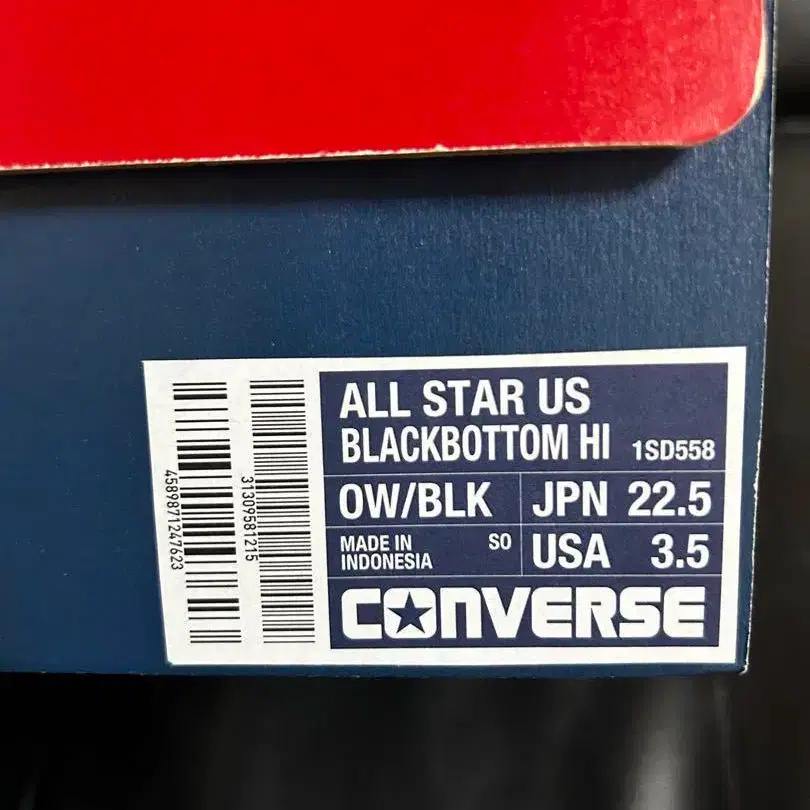 ALL STAR US
BLACKBOTTOM HI 1SD558
OW/BLK JPN 22.5
MADE IN INDONESIA SO USA 3.5
CONVERSE
4589871247623
31309581215